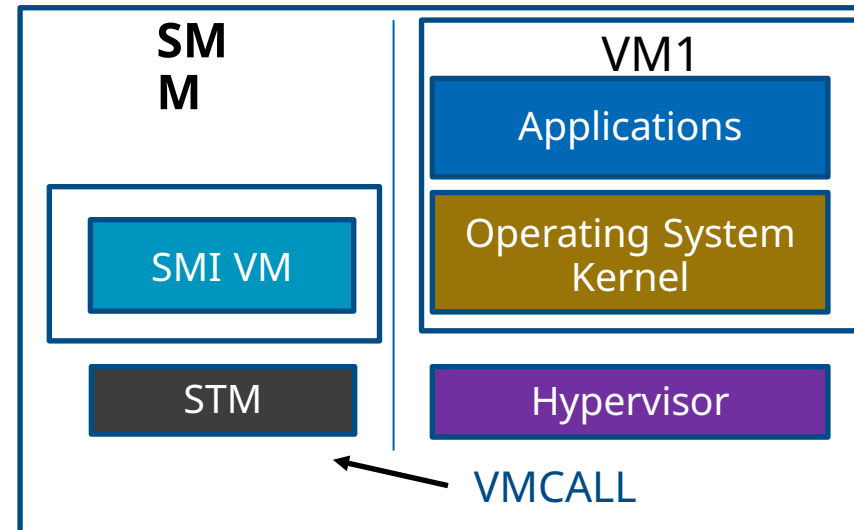 SM
M
SMI VM
STM
VM1
Applications
Operating System
Kernel
Hypervisor
VMCALL